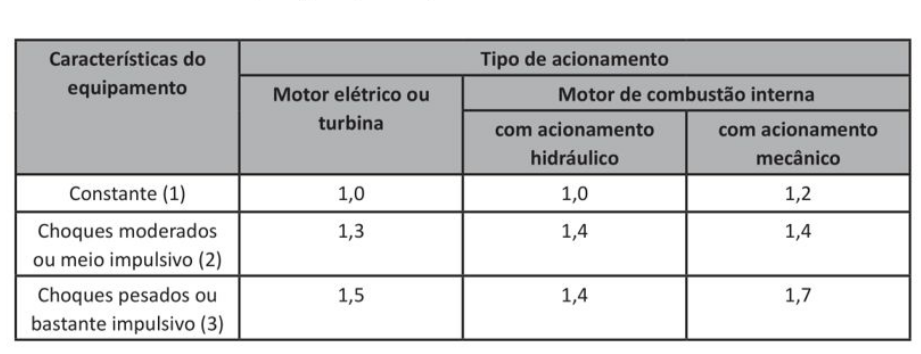 Características do
equipamento
Tipo de acionamento
Motor elétrico ou
turbina
Motor de combustão interna
com acionamento
hidráulico
com acionamento
mecânico
Constante (1)
1,0
1,0
1,2
Choques moderados
ou meio impulsivo (2)
1,3
1,4
1,4
Choques pesados ou
bastante impulsivo (3)
1,5
1,4
1,7